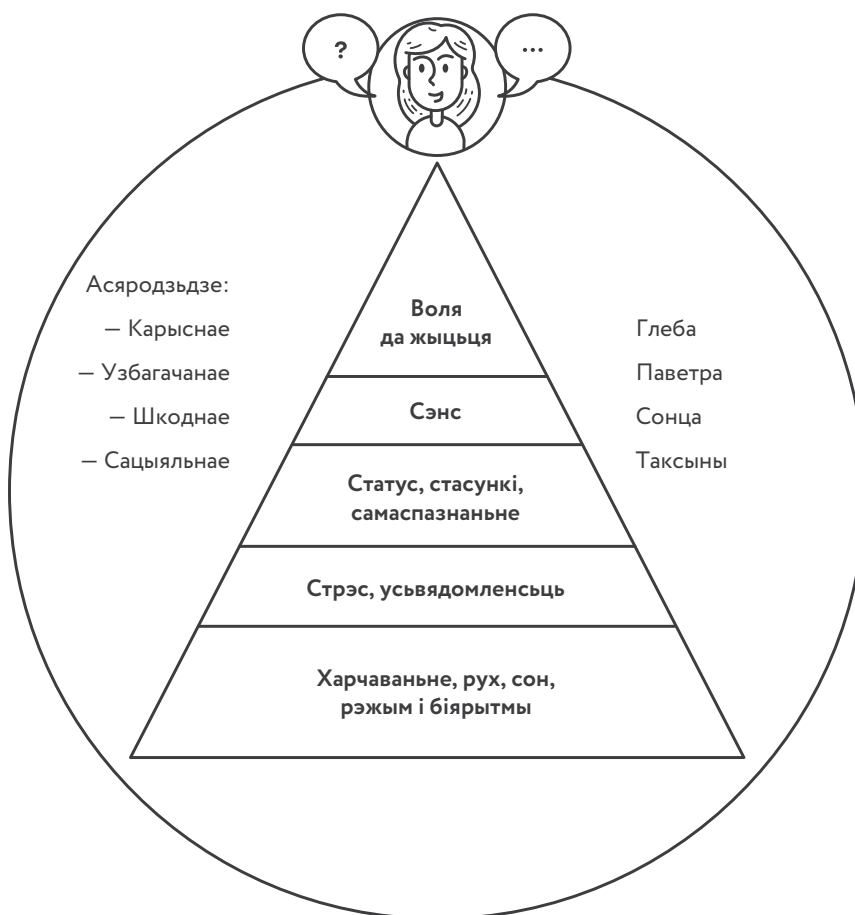 ?
...
Асяродзьдзе:
— Карыснае
— Узбагачанае
— Шкоднае
— Сацыяльнае
Воля
да жыцьця
Сэнс
Статус, стасункі,
самаспазнаньне
Стрэс, усьвядомленсьць
Харчаваньне, рух, сон,
рэжым і біярытмы
Глеба
Паветра
Сонца
Таксыны